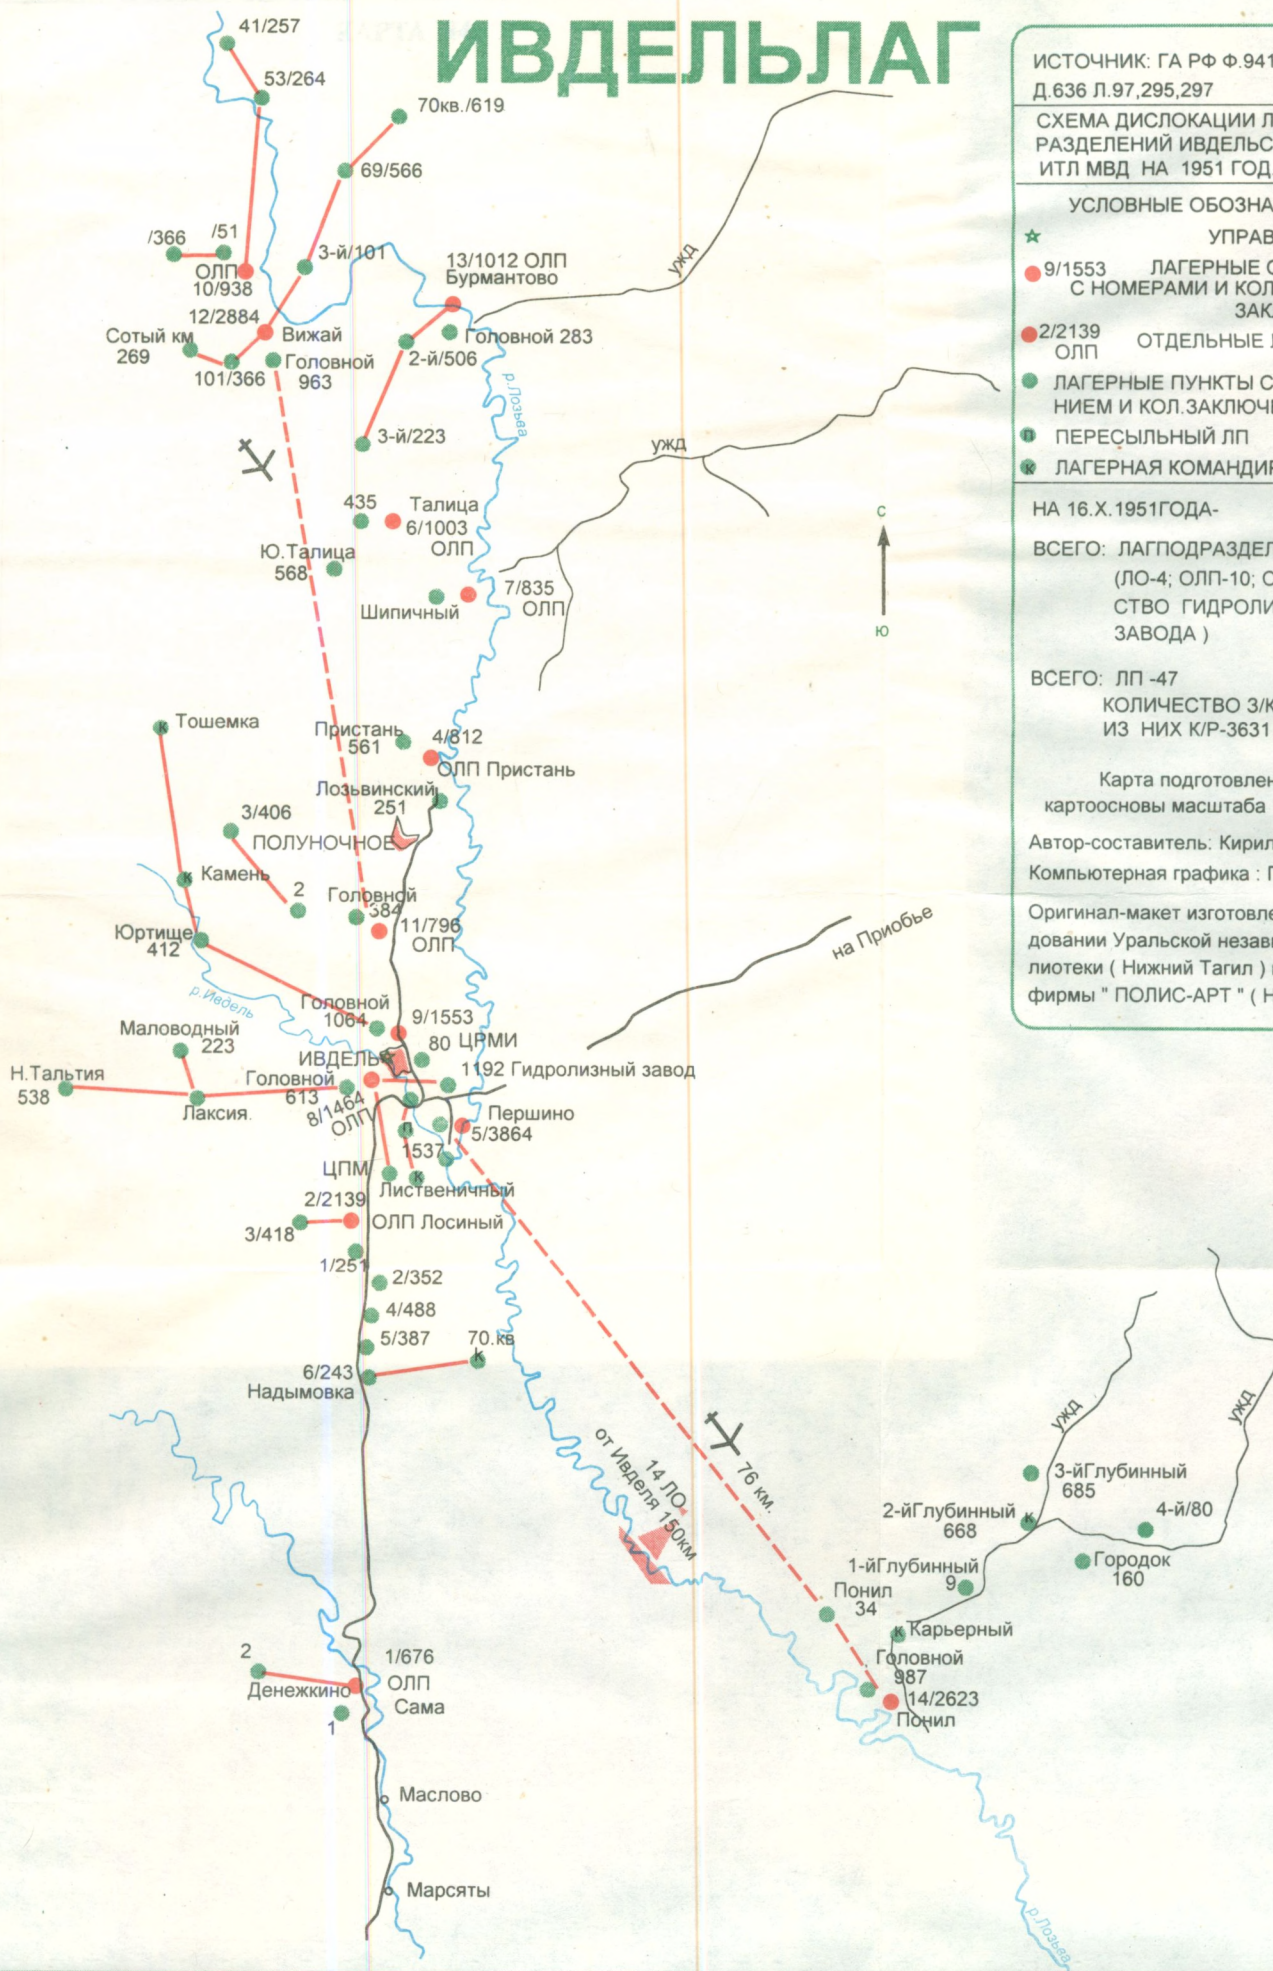 ИВДЕЛЬЛАГ
41/257
53/264
70кв./619
69/566
/366
/51
3-й/101
ОЛП
10/938
13/1012 ОЛП
Бурмантово
ужд
12/2884
Вижай
Сотый км
269
101/366
Головной
963
Головной 283
2-й/506
р.Лозьва
3-й/223
ужд
435
Талица
6/1003
ОЛП
Ю.Талица
568
7/835
ОЛП
Шипичный
С
Ю
Тошемка
Пристань
561
4/812
ОЛП Пристань
Лозьвинский
251
3/406
ПОЛУНОЧНОЕ
к
Камень
2
Головной
384
11/796
ОЛП
Юртище
412
на Приобье
р.Ивдель
Головной
1064
9/1553
Маловодный
223
80 ЦРМИ
ИВДЕЛЬ
1192 Гидролизный завод
Н.Тальтия
538
Головной
613
Лаксия.
8/1464
ОЛП
Першино
5/3864
п
1537
ЦПМ
к
Лиственичный
2/2139
ОЛП Лосиный
3/418
1/251
2/352
4/488
5/387
70.кв
к
6/243
Надымовка
14 ЛО-
от Ивделя 150км
76 км.
ужд
ужд
3-йГлубинный
685
2-йГлубинный
668
к
4-й/80
1-йГлубинный
9
Городок
160
Понил
34
к
Карьерный
Головной
987
14/2623
Понил
2
1/676
ОЛП
Сама
Денежкино
1
Маслово
Марсяты
р.Лозьва
ИСТОЧНИК: ГА РФ Ф.941
Д.636 Л.97,295,297
СХЕМА ДИСЛОКАЦИИ Л
РАЗДЕЛЕНИЙ ИВДЕЛЬС
ИТЛ МВД НА 1951 ГОД
УСЛОВНЫЕ ОБОЗНА
УПРАВ
9/1553 ЛАГЕРНЫЕ О
С НОМЕРАМИ И КОЛ
ЗАК
2/2139
ОЛП
ОТДЕЛЬНЫЕ Л
ЛАГЕРНЫЕ ПУНКТЫ С
НИЕМ И КОЛ.ЗАКЛЮЧЕ
п ПЕРЕСЫЛЬНЫЙ ЛП
к ЛАГЕРНАЯ КОМАНДИР
НА 16.Х.1951ГОДА-
ВСЕГО: ЛАГПОДРАЗДЕЛ
(ЛО-4; ОЛП-10; С
СТВО ГИДРОЛИ
ЗАВОДА )
ВСЕГО: ЛП -47
КОЛИЧЕСТВО З/К
ИЗ НИХ К/Р-3631
Карта подготовлен
картоосновы масштаба
Автор-составитель: Кирил
Компьютерная графика : Г
Оригинал-макет изготовле
довании Уральской незави
лиотеки ( Нижний Тагил )
фирмы " ПОЛИС-АРТ " ( Н